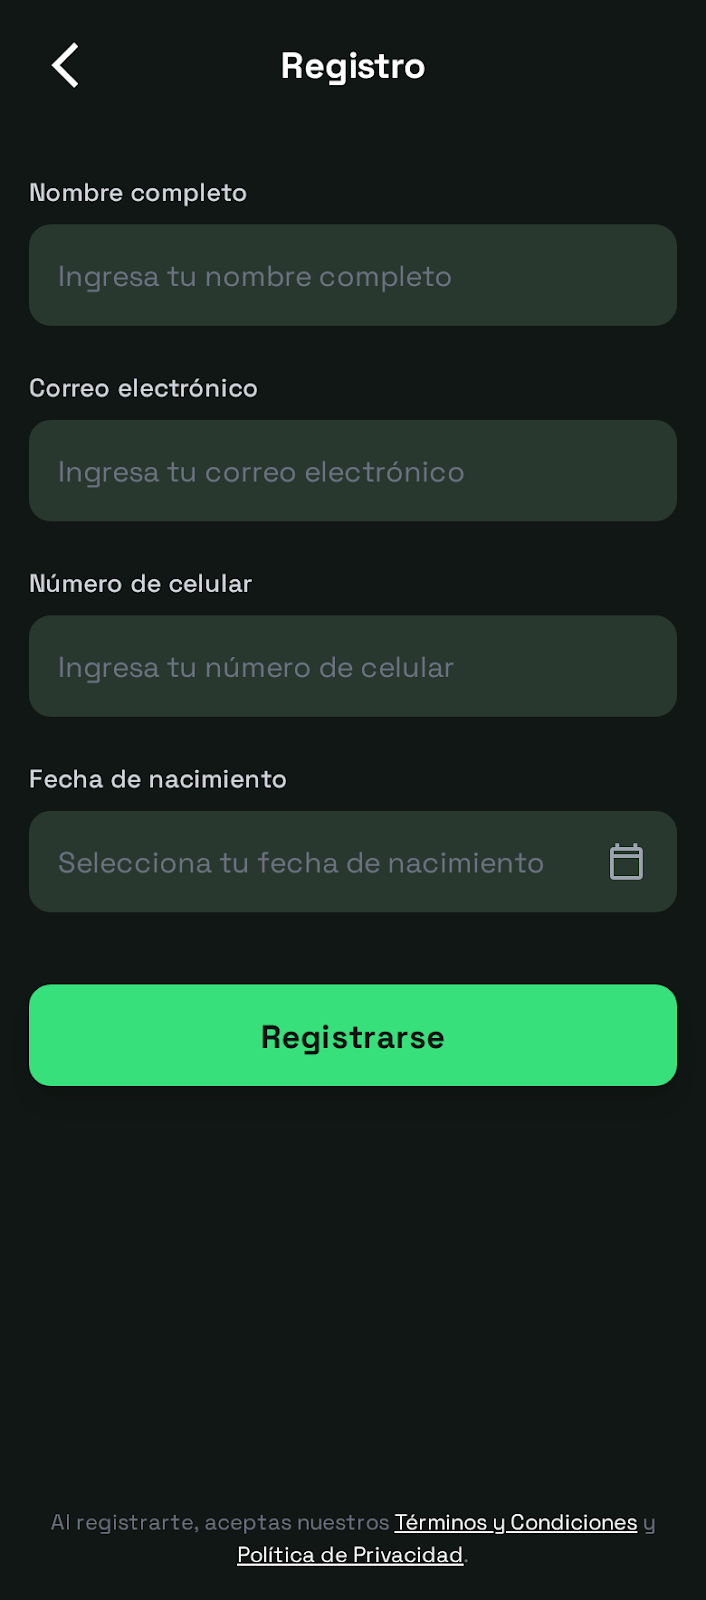 Registro
Nombre completo
Ingresa tu nombre completo
Correo electrónico
Ingresa tu correo electrónico
Número de celular
Ingresa tu número de celular
Fecha de nacimiento
Selecciona tu fecha de nacimiento
Registrarse
Al registrarte, aceptas nuestros Términos y Condiciones y
Política de Privacidad.